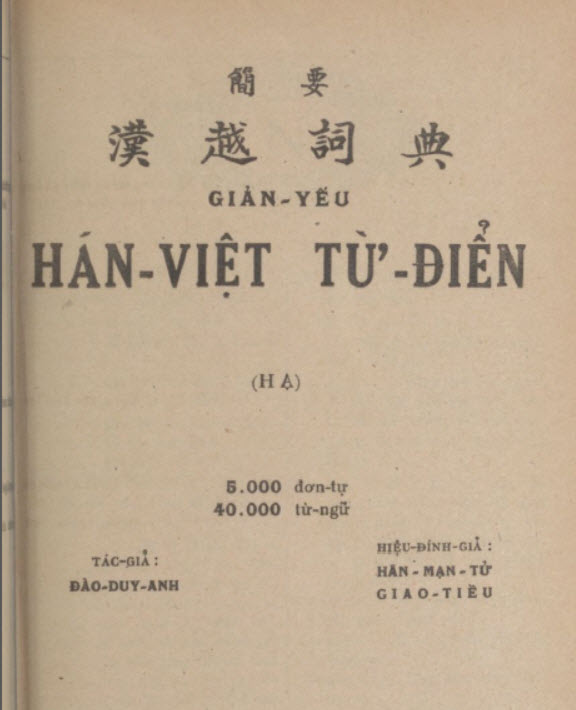 簡要
漢越詞典
GIẢN-YẾU
HÁN-VIỆT TỪ-ĐIỂN
(HẠ)
5.000 đơn-tự
40.000 từ-ngữ
TÁC-GIẢ :
ĐÀO-DUY-ANH
HIỆU-ĐÍNH-GIẢ :
HÃN-MẠN-TỬ
GIAO-TIỀU